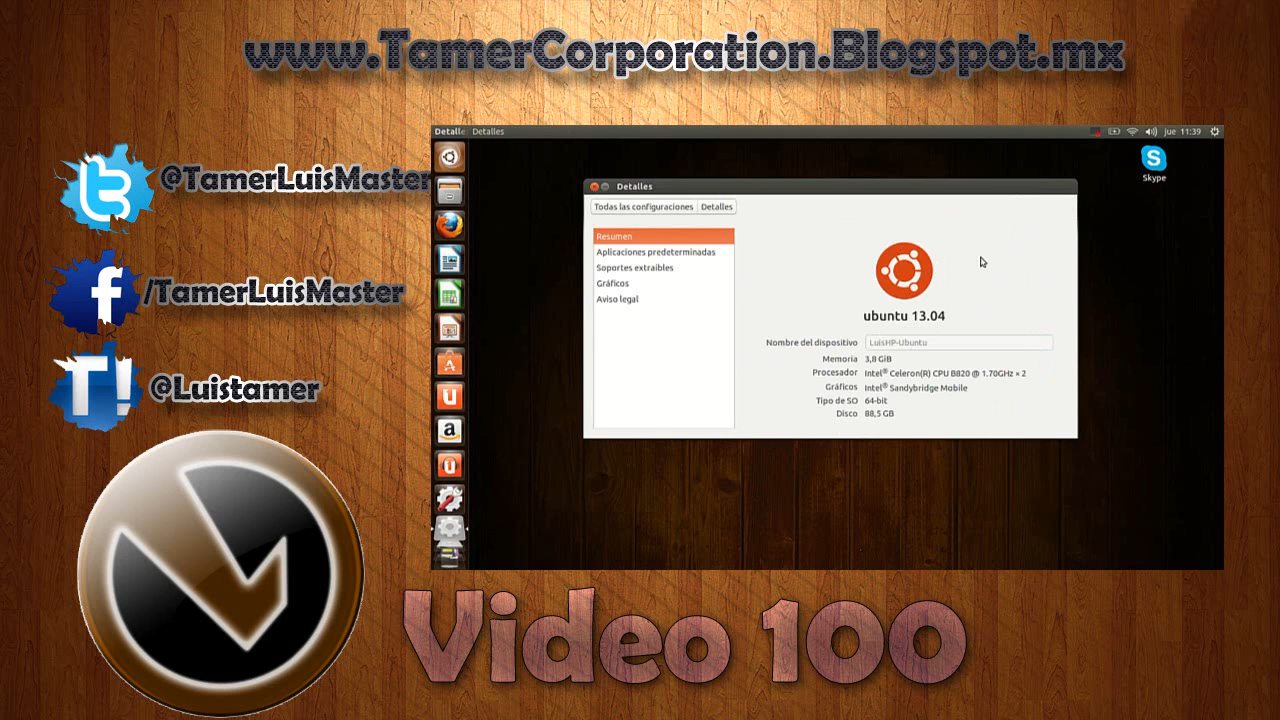 www.TamerCorporation.Blogspot.mx
@TamerLuisMaster
/TamerLuisMaster
T!
@Luistamer
Detalle Detalles
jue 11:39
Skype
Detalles
Todas las configuraciones Detalles
Resumen
Aplicaciones predeterminadas
Soportes extraíbles
Gráficos
Aviso legal
ubuntu 13.04
Nombre del dispositivo LuisHP-Ubuntu
Memoria 3,8 GiB
Procesador Intel® Celeron(R) CPU B820 @ 1.70GHz × 2
Gráficos Intel® Sandybridge Mobile
Tipo de SO 64-bit
Disco 88,5 GB
Video 100